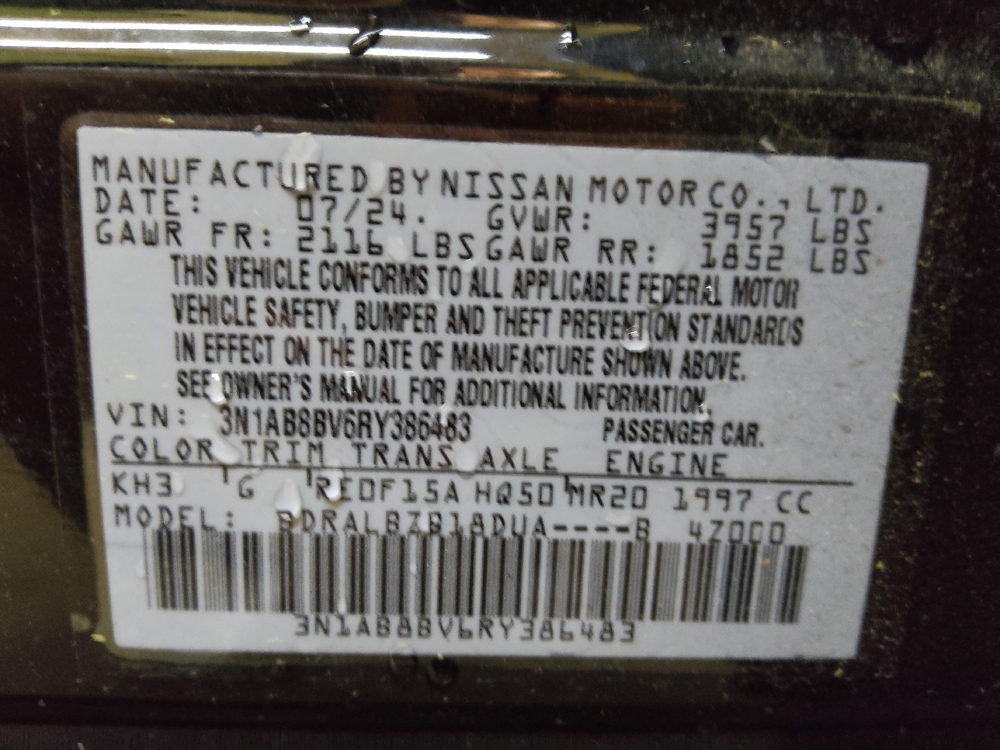 MANUFACTURED BY NISSAN MOTOR CO., LTD.
DATE: 07/24. GVWR: 3957 LBS
GAWR FR: 2116 LBS GAWR RR: 1852 LBS
THIS VEHICLE CONFORMS TO ALL APPLICABLE FEDERAL MOTOR
VEHICLE SAFETY, BUMPER AND THEFT PREVENTION STANDARDS
IN EFFECT ON THE DATE OF MANUFACTURE SHOWN ABOVE.
SEE OWNER'S MANUAL FOR ADDITIONAL INFORMATION.
VIN: 3N1AB8BV6RY386483 PASSENGER CAR.
COLOR TRIM TRANS AXLE ENGINE
KH3 G RE0F15A HQ50 MR20 1997 CC
MODEL: 4Z000
3N1AB8BV6RY386483